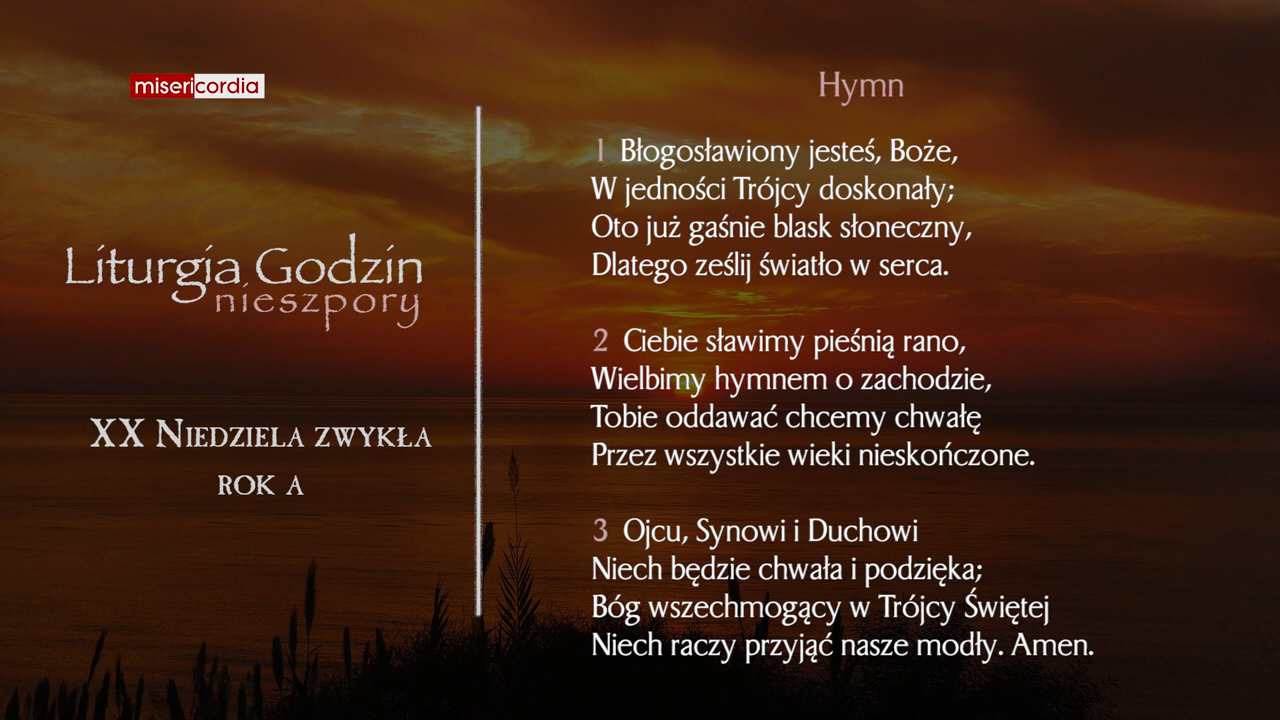 misericordia
Liturgia Godzin
nieszpory
XX Niedziela zwykła
rok a
Hymn
1 Błogosławiony jesteś, Boże,
W jedności Trójcy doskonały;
Oto już gaśnie blask słoneczny,
Dlatego ześlij światło w serca.
2 Ciebie sławimy pieśnią rano,
Wielbimy hymnem o zachodzie,
Tobie oddawać chcemy chwałę
Przez wszystkie wieki nieskończone.
3 Ojcu, Synowi i Duchowi
Niech będzie chwała i podzięka;
Bóg wszechmogący w Trójcy Świętej
Niech raczy przyjąć nasze modły. Amen.